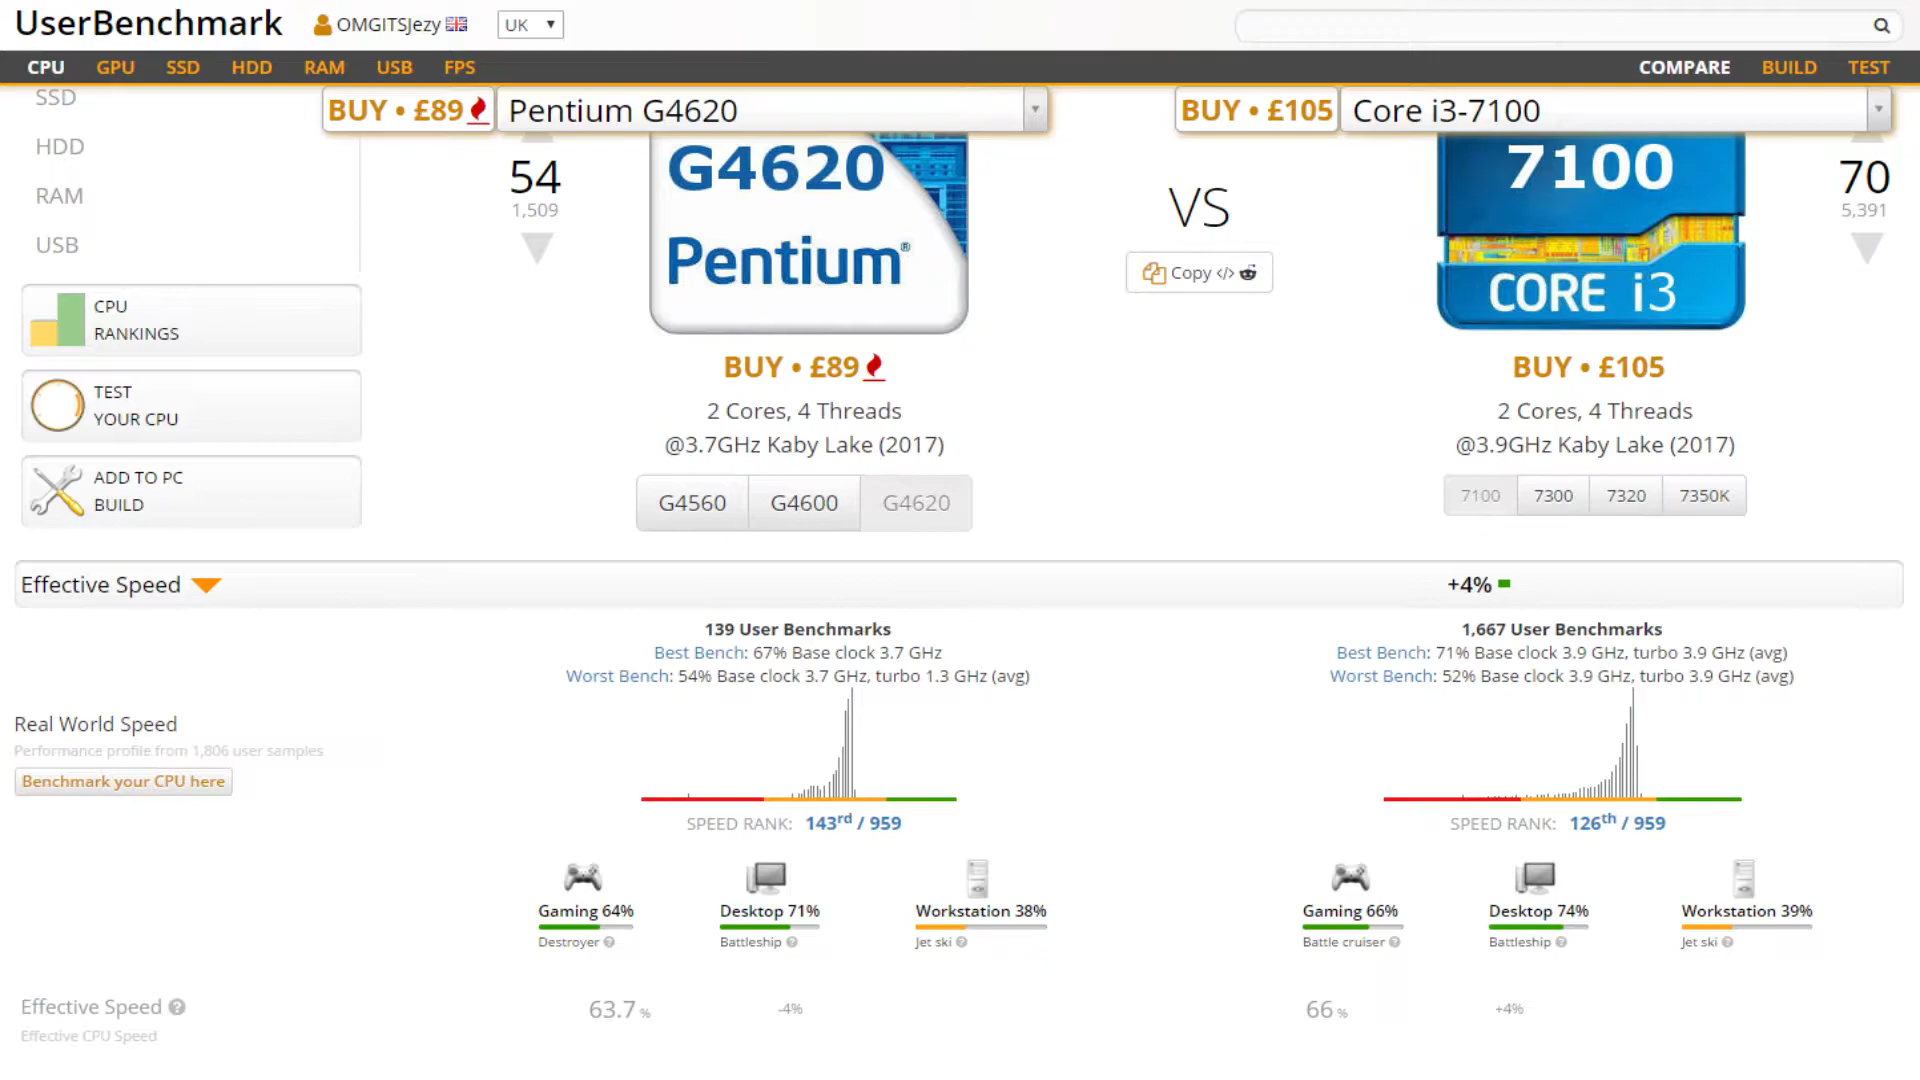 UserBenchmark
OMGITSJezy
UK
CPU GPU SSD HDD RAM USB FPS
COMPARE BUILD TEST
SSD
HDD
RAM
USB
CPU
RANKINGS
TEST
YOUR CPU
ADD TO PC
BUILD
BUY • £89
Pentium G4620
54
1,509
G4620
Pentium®
VS
Copy </>
BUY • £105
Core i3-7100
7100
CORE i3
70
5,391
BUY • £89
2 Cores, 4 Threads
@3.7GHz Kaby Lake (2017)
G4560 G4600 G4620
BUY • £105
2 Cores, 4 Threads
@3.9GHz Kaby Lake (2017)
7100 7300 7320 7350K
Effective Speed
+4%
139 User Benchmarks
Best Bench: 67% Base clock 3.7 GHz
Worst Bench: 54% Base clock 3.7 GHz, turbo 1.3 GHz (avg)
1,667 User Benchmarks
Best Bench: 71% Base clock 3.9 GHz, turbo 3.9 GHz (avg)
Worst Bench: 52% Base clock 3.9 GHz, turbo 3.9 GHz (avg)
Real World Speed
Performance profile from 1,806 user samples
Benchmark your CPU here
SPEED RANK: 143rd / 959
SPEED RANK: 126th / 959
Gaming 64%
Destroyer
Desktop 71%
Battleship
Workstation 38%
Jet ski
Gaming 66%
Battle cruiser
Desktop 74%
Battleship
Workstation 39%
Jet ski
Effective Speed
Effective CPU Speed
63.7 %
-4%
66 %
+4%